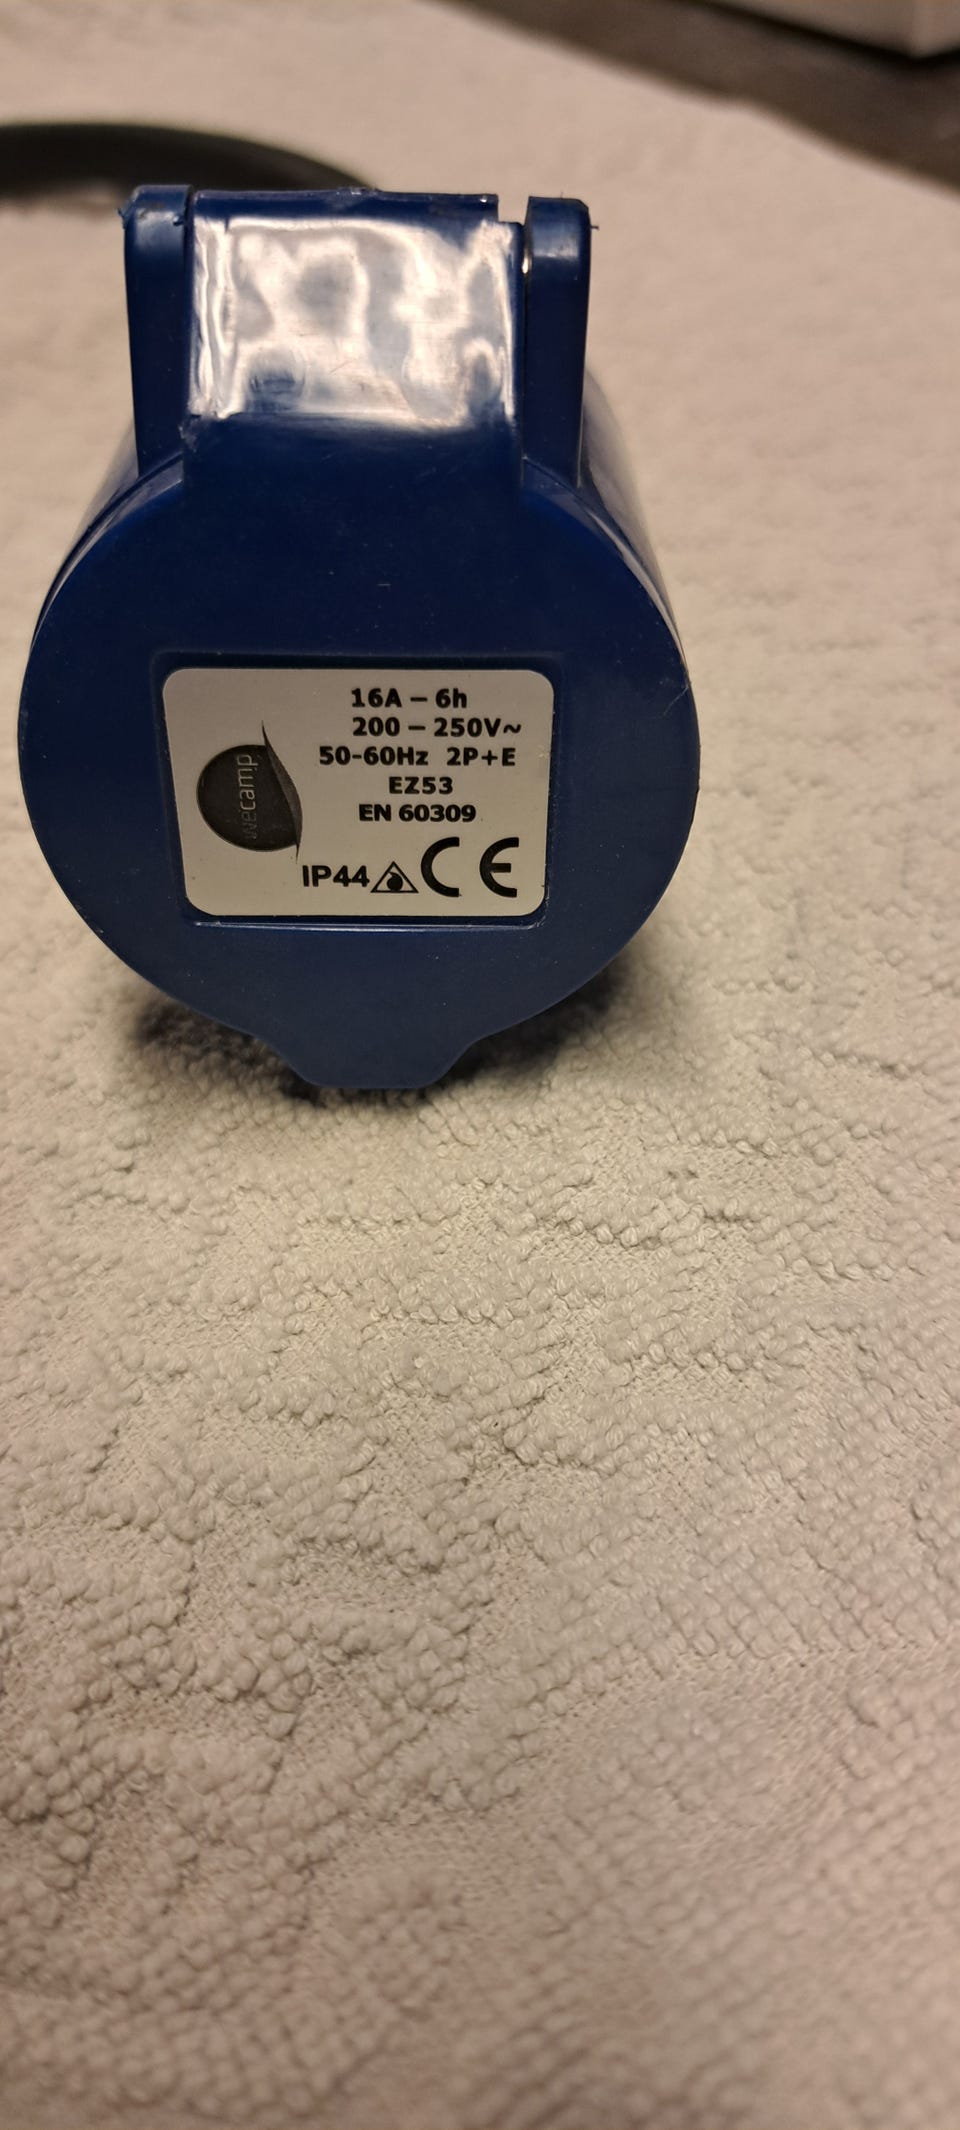 16A – 6h
200 – 250V~
50-60Hz 2P+E
EZ53
EN 60309
wecamp
IP44 CE